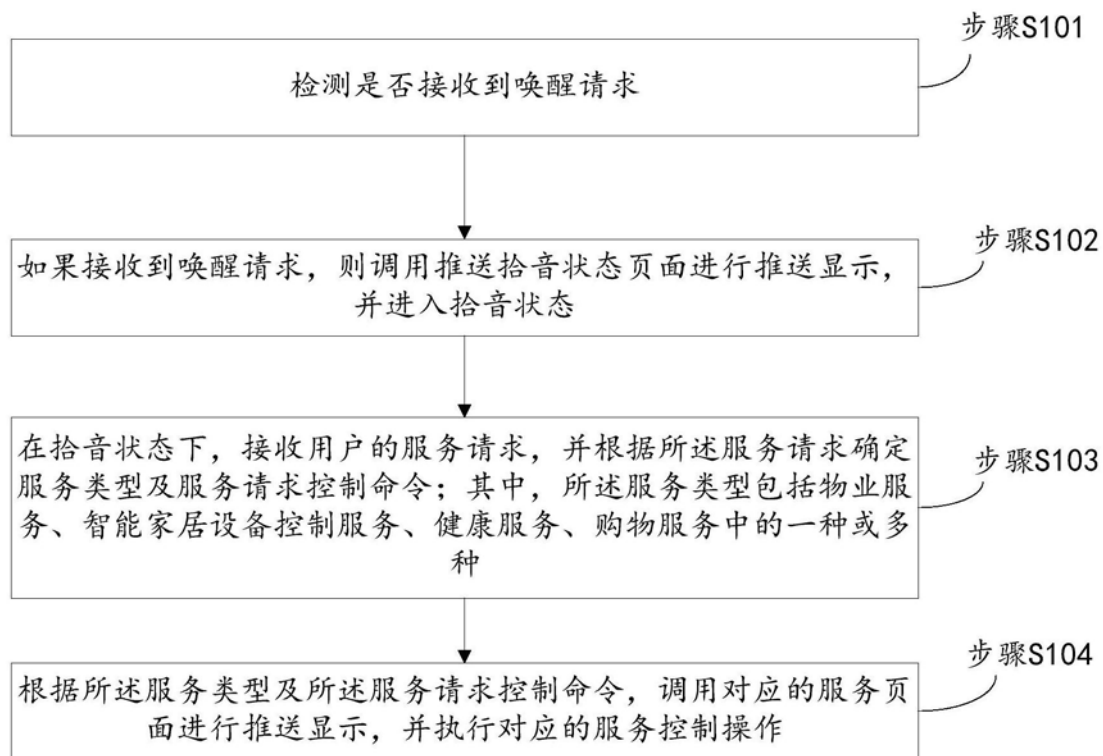 步骤S101
检测是否接收到唤醒请求
步骤S102
如果接收到唤醒请求，则调用推送拾音状态页面进行推送显示，
并进入拾音状态
步骤S103
在拾音状态下，接收用户的服务请求，并根据所述服务请求确定
服务类型及服务请求控制命令；其中，所述服务类型包括物业服
务、智能家居设备控制服务、健康服务、购物服务中的一种或多
种
步骤S104
根据所述服务类型及所述服务请求控制命令，调用对应的服务页
面进行推送显示，并执行对应的服务控制操作